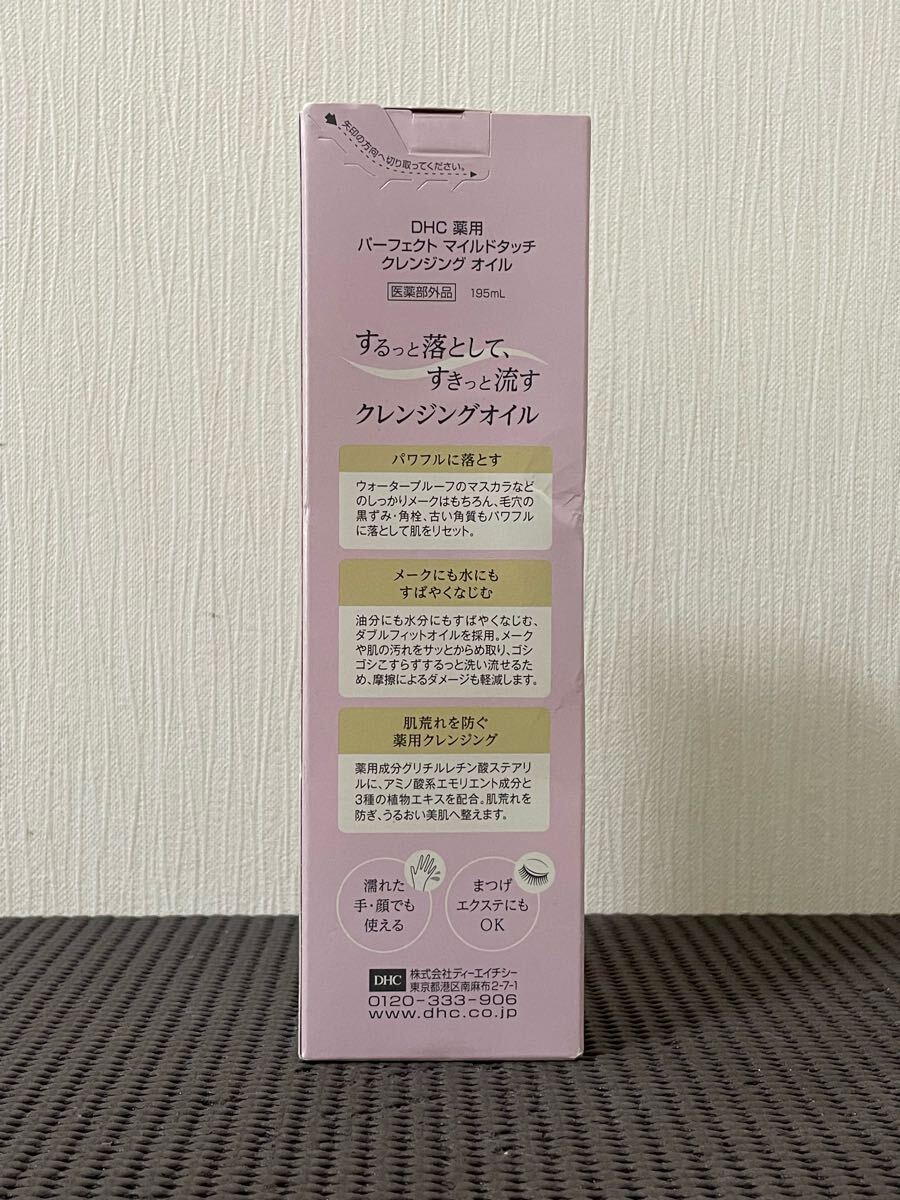 矢印の方向へ切り取ってください。
DHC 薬用
パーフェクト マイルドタッチ
クレンジング オイル
医薬部外品 195mL
するっと落として、
すきっと流す
クレンジングオイル
パワフルに落とす
ウォータープルーフのマスカラなど
のしっかりメークはもちろん、毛穴の
黒ずみ・角栓、古い角質もパワフル
に落として肌をリセット。
メークにも水にも
すばやくなじむ
油分にも水分にもすばやくなじむ、
ダブルフィットオイルを採用。メーク
や肌の汚れをサッとからめ取り、ゴシ
ゴシこすらずするっと洗い流せるた
め、摩擦によるダメージも軽減します。
肌荒れを防ぐ
薬用クレンジング
薬用成分グリチルレチン酸ステアリ
ルに、アミノ酸系エモリエント成分と
3種の植物エキスを配合。肌荒れを
防ぎ、うるおい美肌へ整えます。
濡れた
手・顔でも
使える
まつげ
エクステにも
OK
DHC 株式会社ディーエイチシー
東京都港区南麻布2-7-1
0120-333-906
www.dhc.co.jp